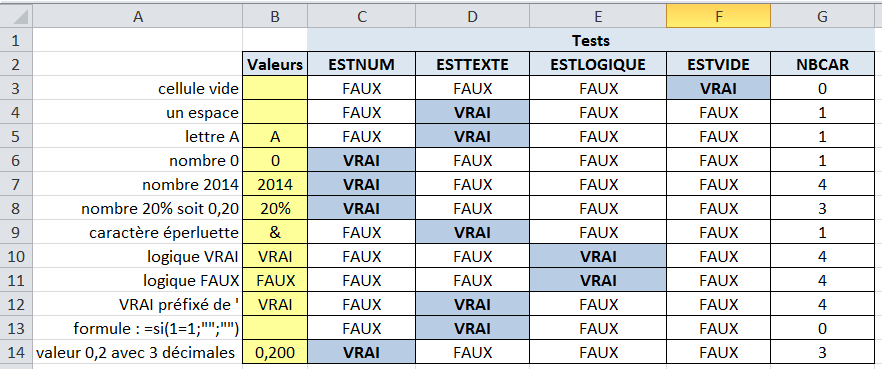 A B C D E F G
1 Tests
2 Valeurs ESTNUM ESTTEXTE ESTLOGIQUE ESTVIDE NBCAR
3 cellule vide FAUX FAUX FAUX VRAI 0
4 un espace FAUX VRAI FAUX FAUX 1
5 lettre A A FAUX VRAI FAUX FAUX 1
6 nombre 0 0 VRAI FAUX FAUX FAUX 1
7 nombre 2014 2014 VRAI FAUX FAUX FAUX 4
8 nombre 20% soit 0,20 20% VRAI FAUX FAUX FAUX 3
9 caractère éperluette & FAUX VRAI FAUX FAUX 1
10 logique VRAI VRAI FAUX FAUX VRAI FAUX 4
11 logique FAUX FAUX FAUX FAUX VRAI FAUX 4
12 VRAI préfixé de ' VRAI FAUX VRAI FAUX FAUX 4
13 formule : =si(1=1;"";"") FAUX VRAI FAUX FAUX 0
14 valeur 0,2 avec 3 décimales 0,200 VRAI FAUX FAUX FAUX 3